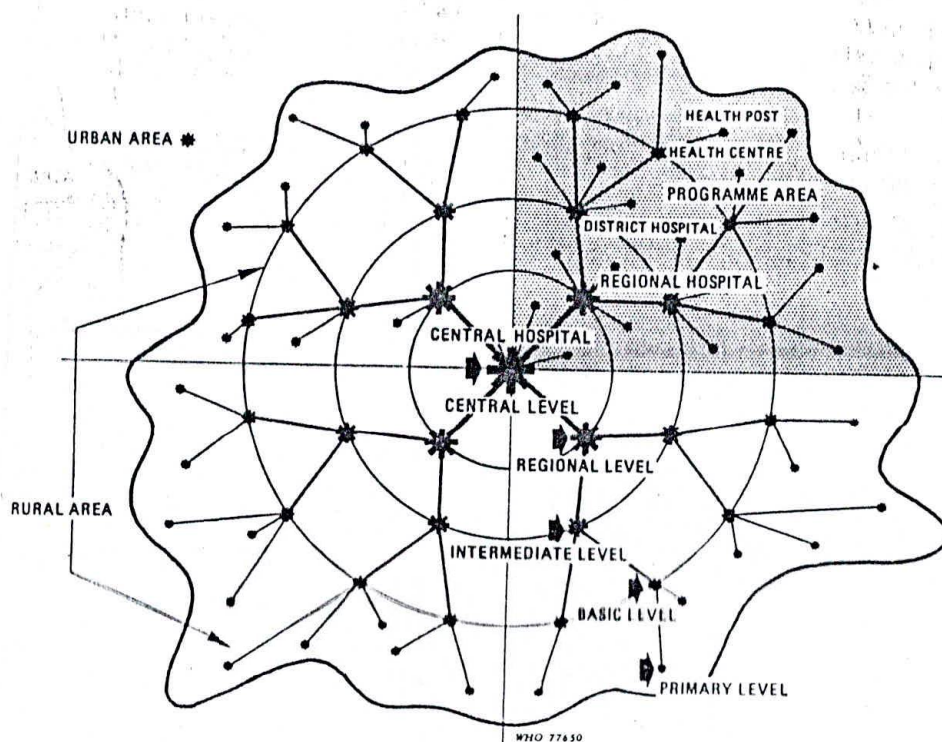 HEALTH POST
URBAN AREA
HEALTH CENTRE
PROGRAMME AREA
DISTRICT HOSPITAL
REGIONAL HOSPITAL
CENTRAL HOSPITAL
CENTRAL LEVEL
REGIONAL LEVEL
RURAL AREA
INTERMEDIATE LEVEL
BASIC LEVEL
PRIMARY LEVEL
WHO 77650